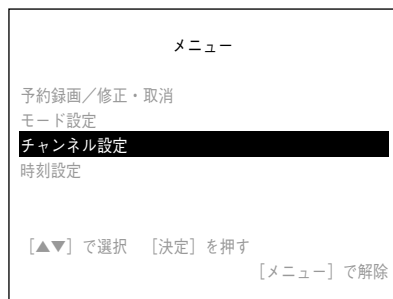 メニュー
予約録画／修正・取消
モード設定
チャンネル設定
時刻設定
［▲▼］で選択　［決定］を押す
［メニュー］で解除